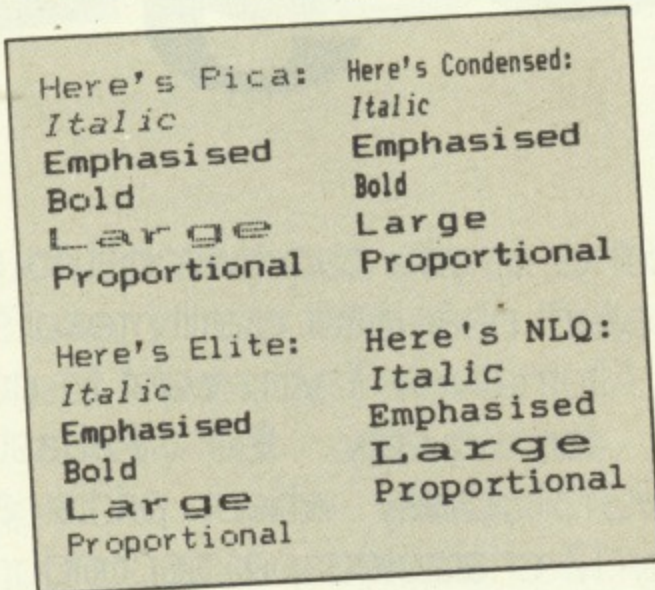 Here's Pica:
Italic
Emphasised
Bold
Large
Proportional
Here's Condensed:
Italic
Emphasised
Bold
Large
Proportional
Here's Elite:
Italic
Emphasised
Bold
Large
Proportional
Here's NLQ:
Italic
Emphasised
Large
Proportional